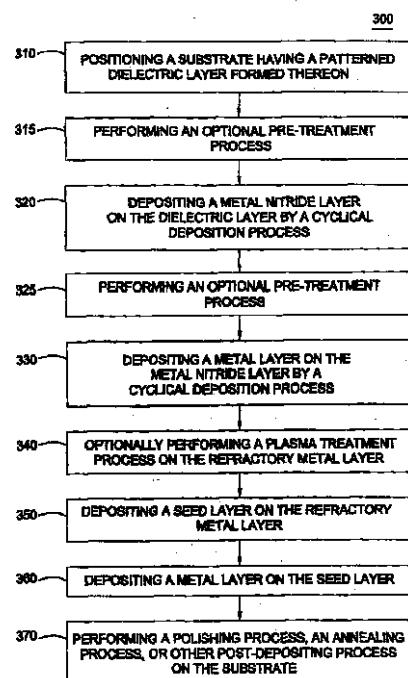 300
310
POSITIONING A SUBSTRATE HAVING A PATTERNED
DIELECTRIC LAYER FORMED THEREON
315
PERFORMING AN OPTIONAL PRE-TREATMENT
PROCESS
320
DEPOSITING A METAL NITRIDE LAYER
ON THE DIELECTRIC LAYER BY A CYCLICAL
DEPOSITION PROCESS
325
PERFORMING AN OPTIONAL PRE-TREATMENT
PROCESS
330
DEPOSITING A METAL LAYER ON THE
METAL NITRIDE LAYER BY A
CYCLICAL DEPOSITION PROCESS
340
OPTIONALLY PERFORMING A PLASMA TREATMENT
PROCESS ON THE REFRACTORY METAL LAYER
350
DEPOSITING A SEED LAYER ON THE REFRACTORY
METAL LAYER
360
DEPOSITING A METAL LAYER ON THE SEED LAYER
370
PERFORMING A POLISHING PROCESS, AN ANNEALING
PROCESS, OR OTHER POST-DEPOSITING PROCESS
ON THE SUBSTRATE